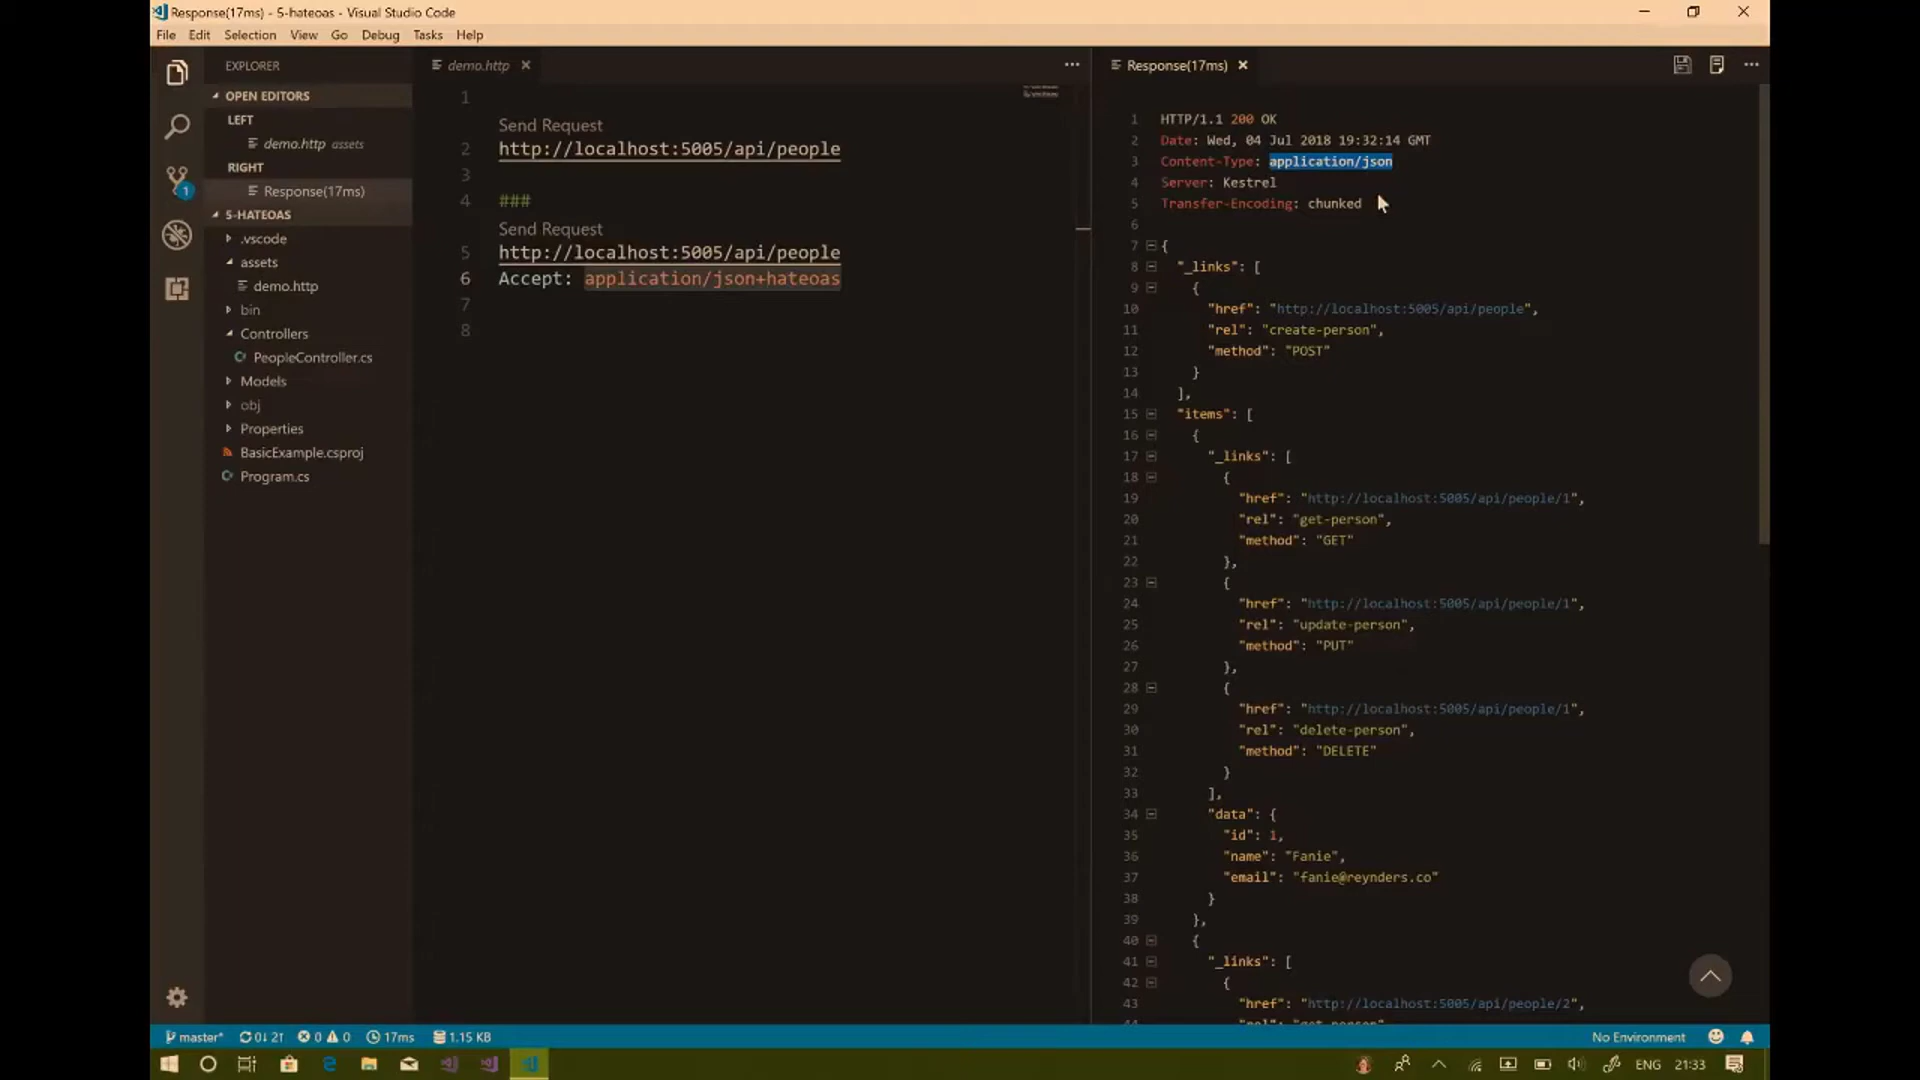 Response(17ms) - 5-hateoas - Visual Studio Code
File Edit Selection View Go Debug Tasks Help
EXPLORER
OPEN EDITORS
LEFT
demo.http assets
RIGHT
Response(17ms)
5-HATEOAS
.vscode
assets
demo.http
bin
Controllers
PeopleController.cs
Models
obj
Properties
BasicExample.csproj
Program.cs
1
demo.http
1
Send Request
2 http://localhost:5005/api/people
3
4 ###
Send Request
5 http://localhost:5005/api/people
6 Accept: application/json+hateoas
7
8
Response(17ms)
1 HTTP/1.1 200 OK
2 Date: Wed, 04 Jul 2018 19:32:14 GMT
3 Content-Type: application/json
4 Server: Kestrel
5 Transfer-Encoding: chunked
6
7 {
8 "_links": [
9 {
10 "href": "http://localhost:5005/api/people",
11 "rel": "create-person",
12 "method": "POST"
13 }
14 ],
15 "items": [
16 {
17 "_links": [
18 {
19 "href": "http://localhost:5005/api/people/1",
20 "rel": "get-person",
21 "method": "GET"
22 },
23 {
24 "href": "http://localhost:5005/api/people/1",
25 "rel": "update-person",
26 "method": "PUT"
27 },
28 {
29 "href": "http://localhost:5005/api/people/1",
30 "rel": "delete-person",
31 "method": "DELETE"
32 }
33 ],
34 "data": {
35 "id": 1,
36 "name": "Fanie",
37 "email": "fanie@reynders.co"
38 }
39 },
40 {
41 "_links": [
42 {
43 "href": "http://localhost:5005/api/people/2",
master* 0↓ 2↑ 0 0 17ms 1.15 KB No Environment
ENG 21:33